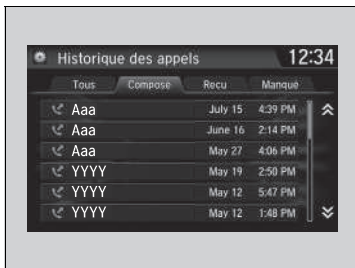 Historique des appels 12:34
Tous Compose Recu Manque
Aaa July 15 4:39 PM
Aaa June 16 2:14 PM
Aaa May 27 4:06 PM
YYYY May 19 2:50 PM
YYYY May 12 5:47 PM
YYYY May 12 1:48 PM